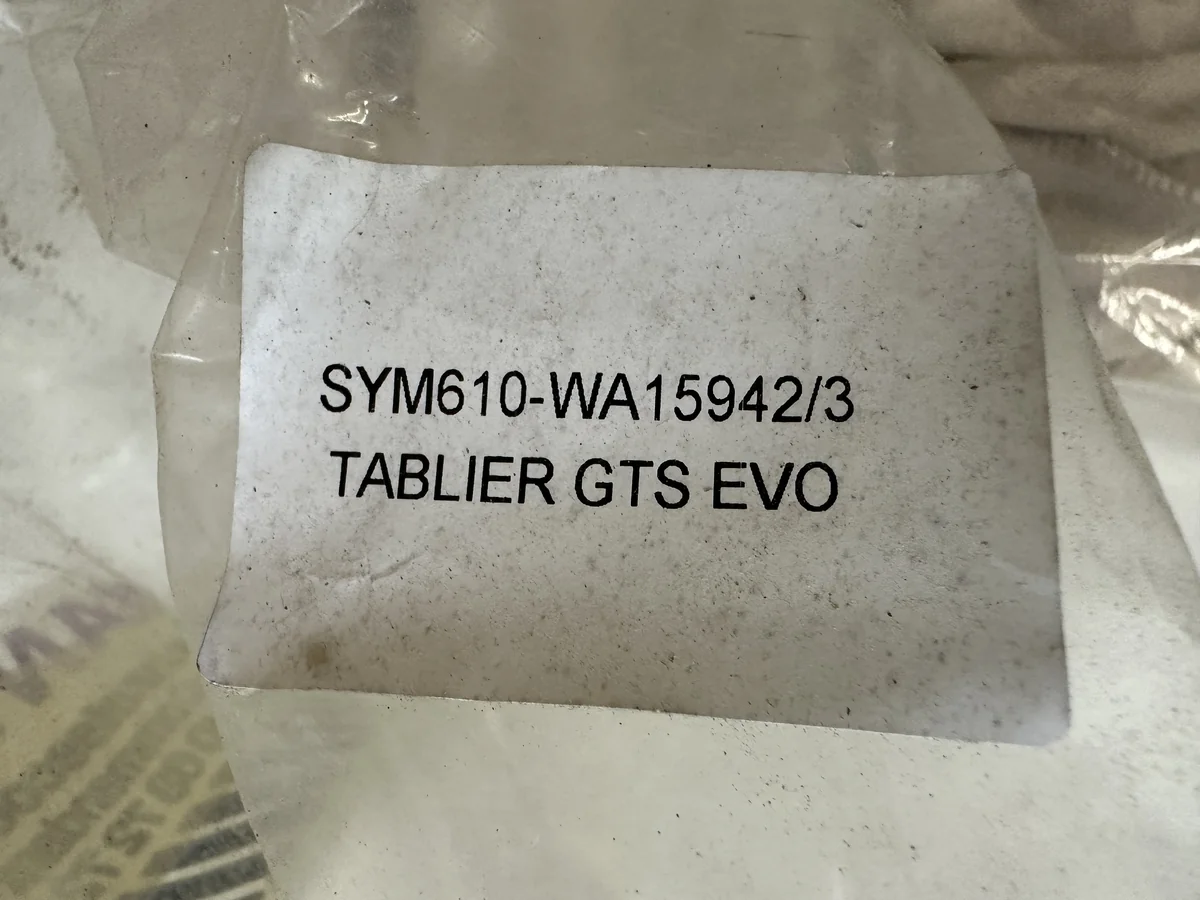 SYM610-WA15942/3
TABLIER GTS EVO